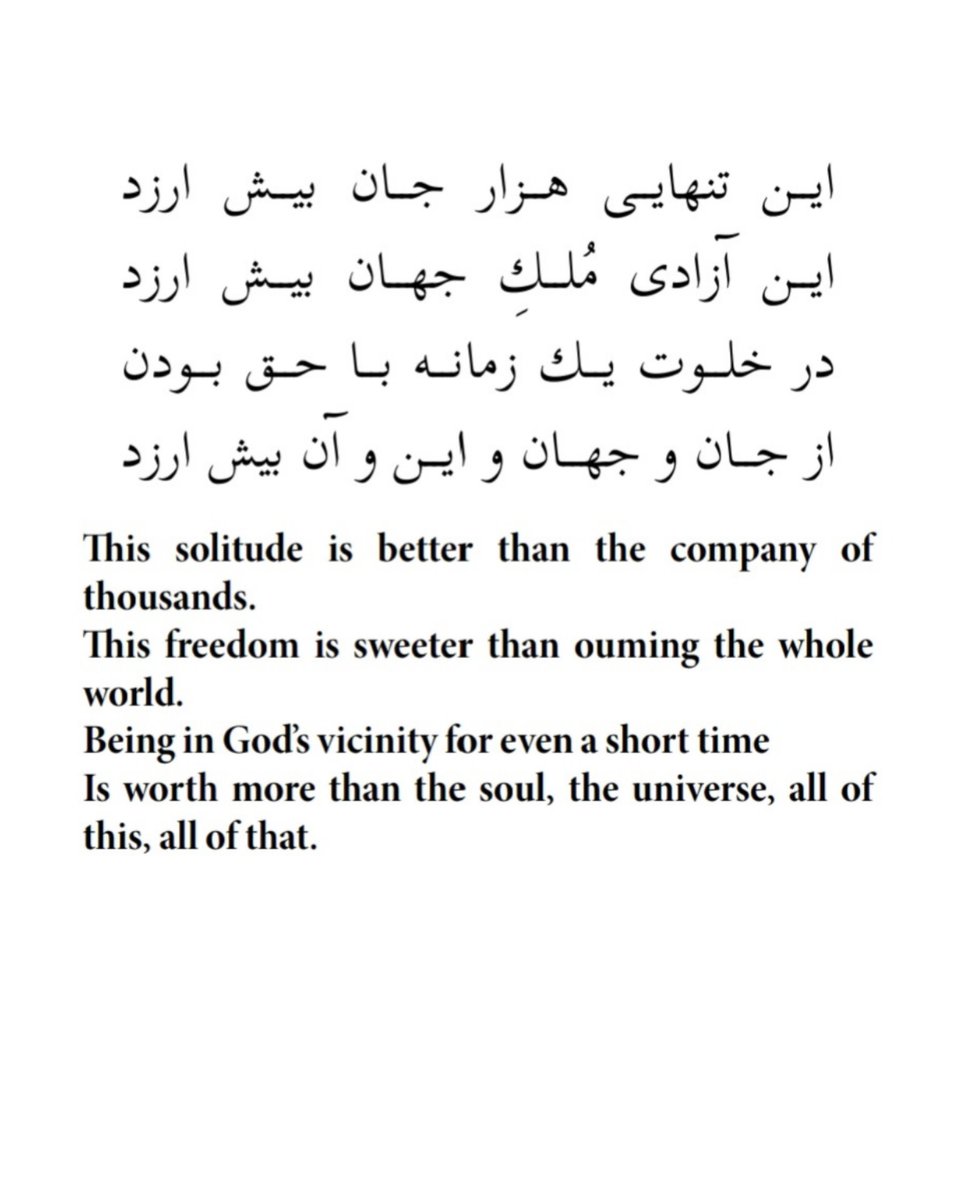 این تنهایی هزار جان بیش ارزد
این آزادی مُلكِ جهان بیش ارزد
در خلوت یك زمانه با حق بودن
از جان و جهان و این و آن بیش ارزد
This solitude is better than the company of
thousands.
This freedom is sweeter than ouming the whole
world.
Being in God’s vicinity for even a short time
Is worth more than the soul, the universe, all of
this, all of that.